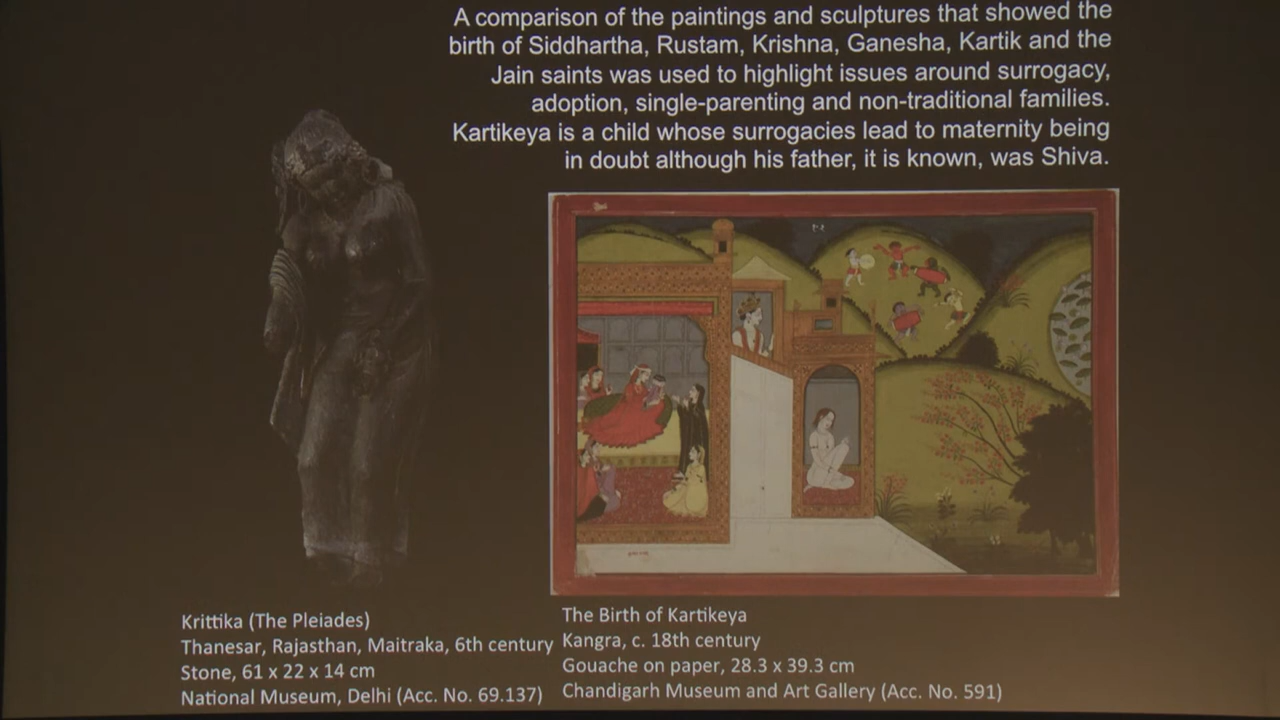 A comparison of the paintings and sculptures that showed the
birth of Siddhartha, Rustam, Krishna, Ganesha, Kartik and the
Jain saints was used to highlight issues around surrogacy,
adoption, single-parenting and non-traditional families.
Kartikeya is a child whose surrogacies lead to maternity being
in doubt although his father, it is known, was Shiva.
Krittika (The Pleiades)
Thanesar, Rajasthan, Maitraka, 6th century
Stone, 61 x 22 x 14 cm
National Museum, Delhi (Acc. No. 69.137)
The Birth of Kartikeya
Kangra, c. 18th century
Gouache on paper, 28.3 x 39.3 cm
Chandigarh Museum and Art Gallery (Acc. No. 591)